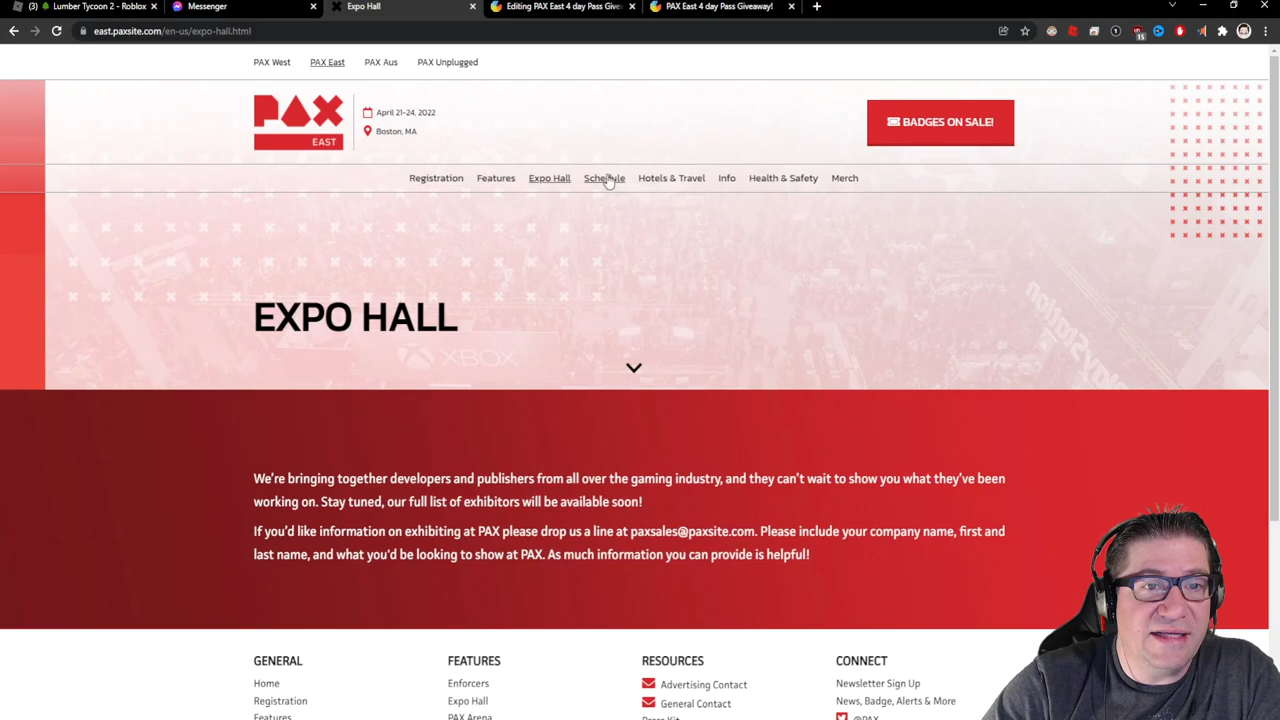 (3) 🌲 Lumber Tycoon 2 - Roblox
Messenger
Expo Hall
Editing PAX East 4 day Pass Give
PAX East 4 day Pass Giveaway!
east.paxsite.com/en-us/expo-hall.html
15
PAX West PAX East PAX Aus PAX Unplugged
PAX
EAST
April 21-24, 2022
Boston, MA
BADGES ON SALE!
Registration Features Expo Hall Schedule Hotels & Travel Info Health & Safety Merch
EXPO HALL
XBOX
We're bringing together developers and publishers from all over the gaming industry, and they can't wait to show you what they've been
working on. Stay tuned, our full list of exhibitors will be available soon!
If you'd like information on exhibiting at PAX please drop us a line at paxsales@paxsite.com. Please include your company name, first and
last name, and what you'd be looking to show at PAX. As much information you can provide is helpful!
GENERAL FEATURES RESOURCES CONNECT
Home Enforcers Advertising Contact Newsletter Sign Up
Registration Expo Hall General Contact News, Badge, Alerts & More
Features PAX Arena Press Kit @PAX